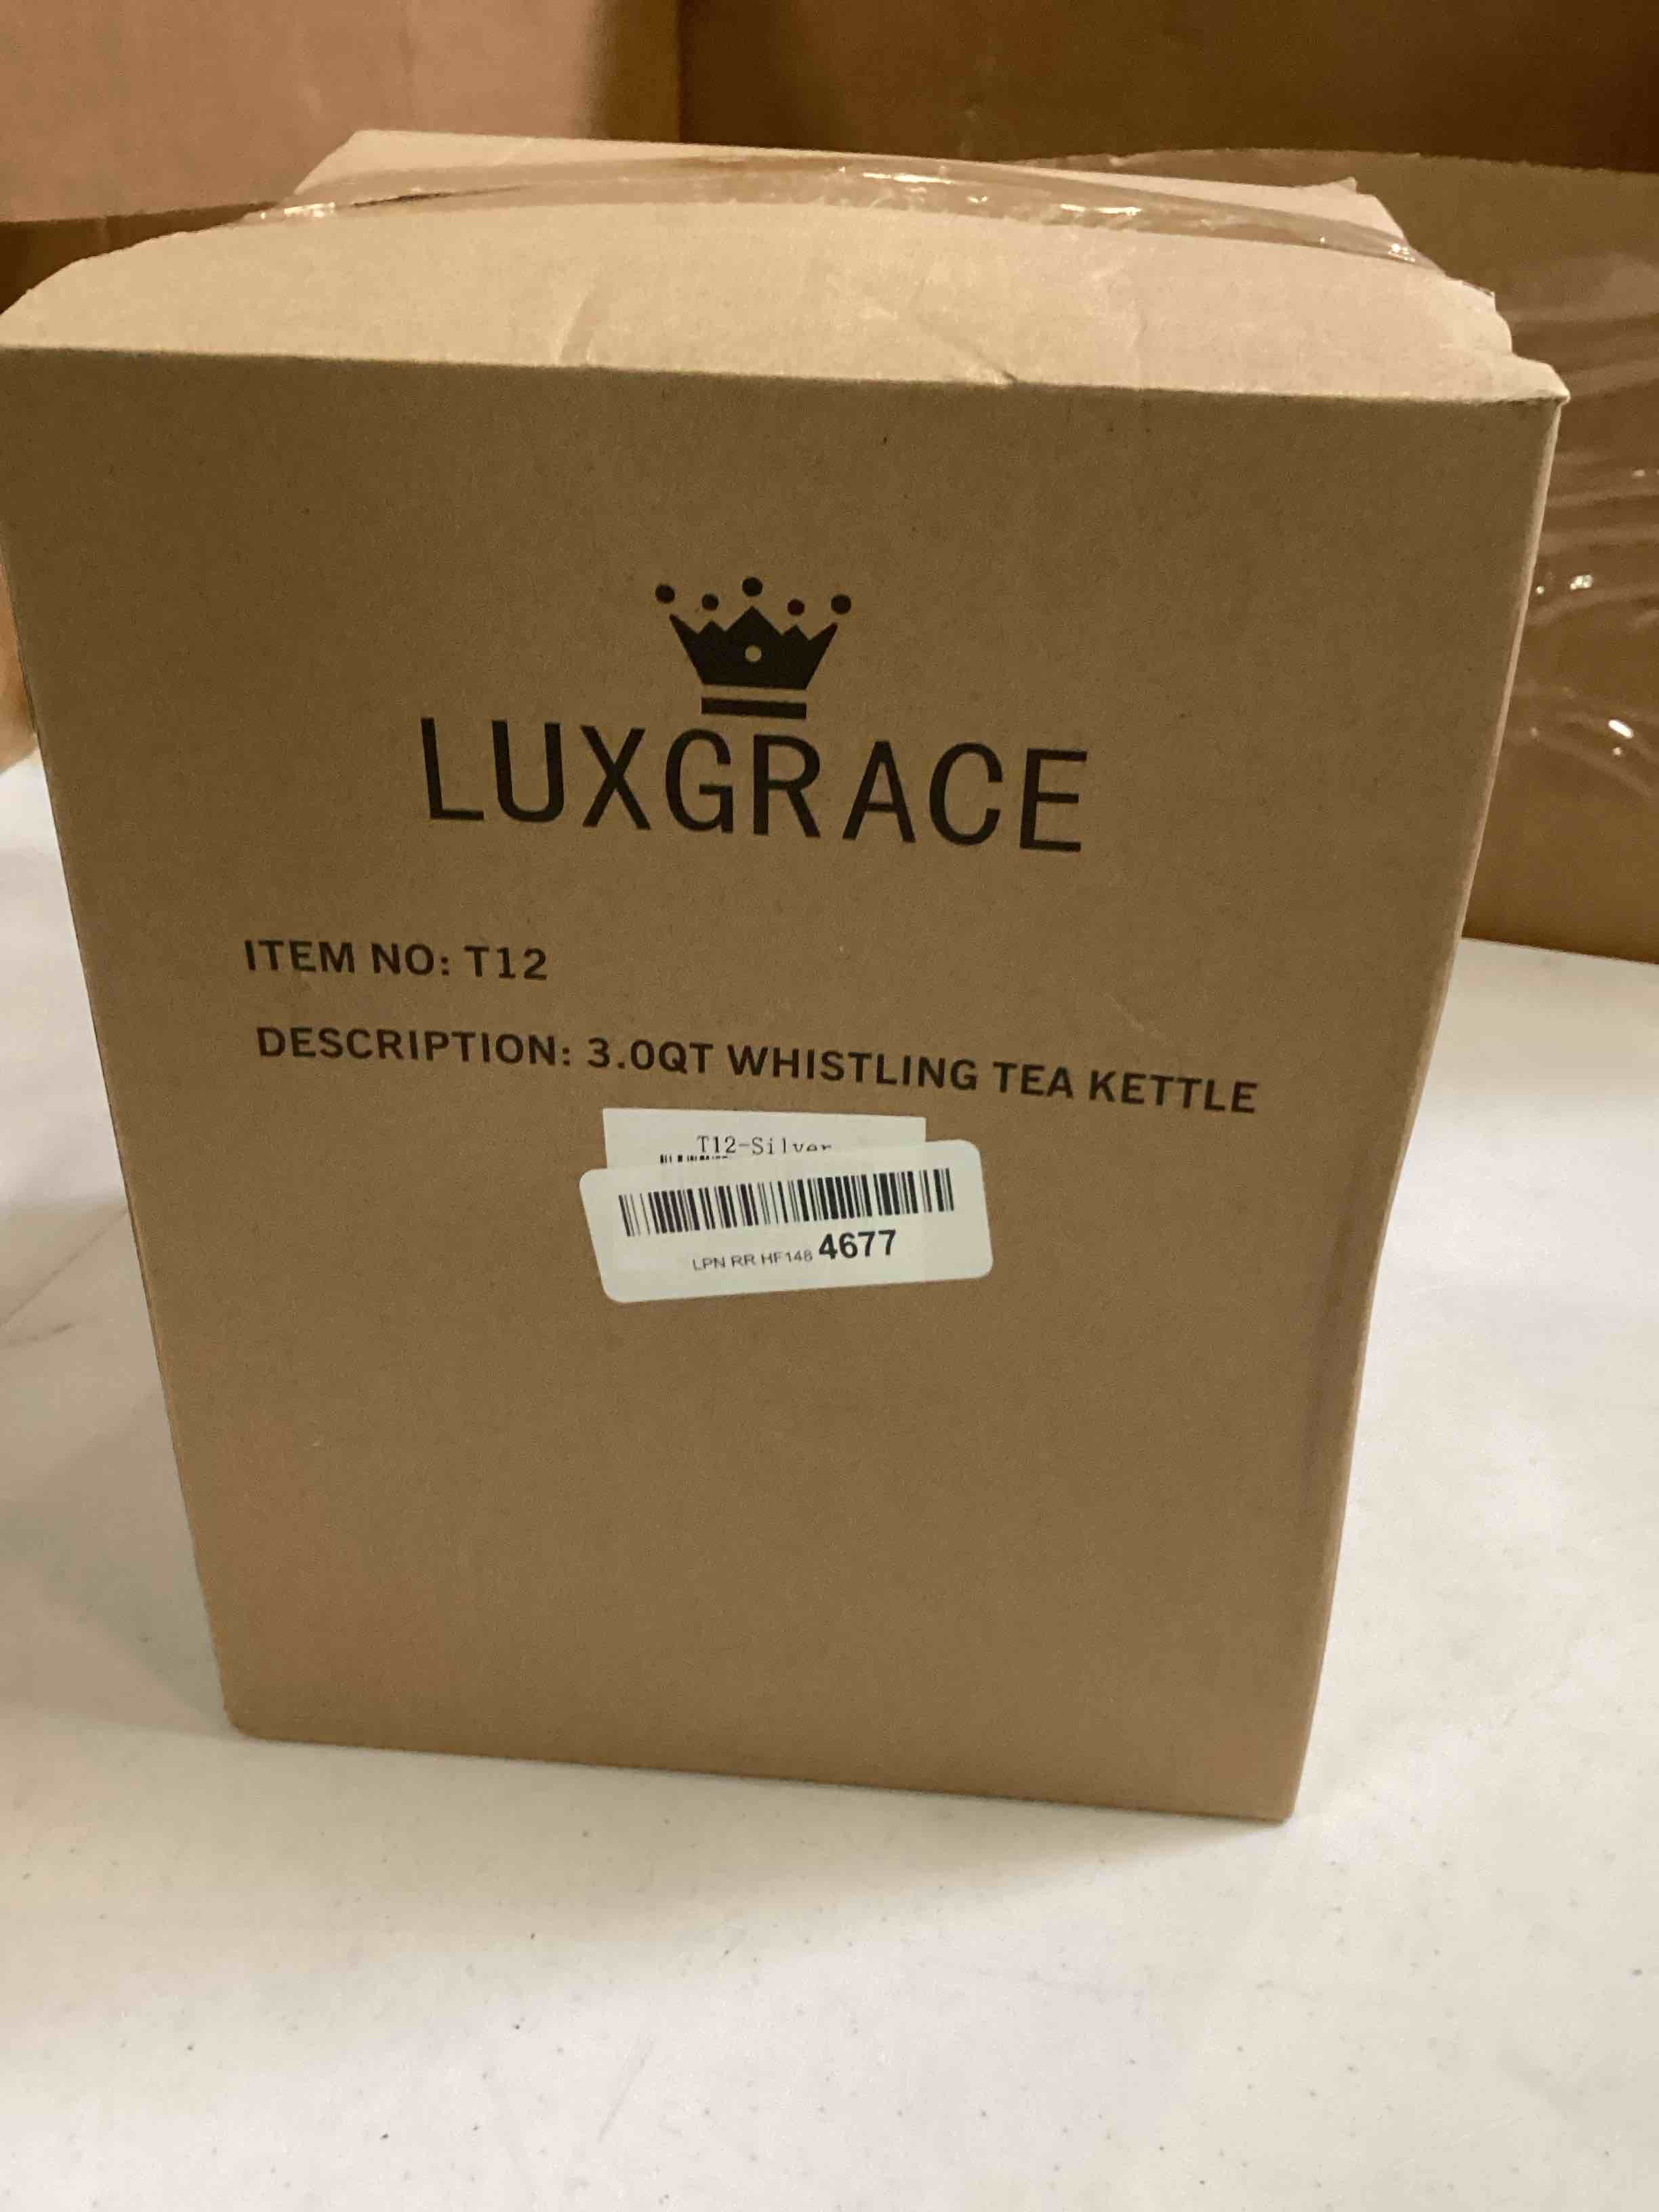 LUXGRACE
ITEM NO: T12
DESCRIPTION: 3.0QT WHISTLING TEA KETTLE
T12-Silver
LPN RR HF148 4677